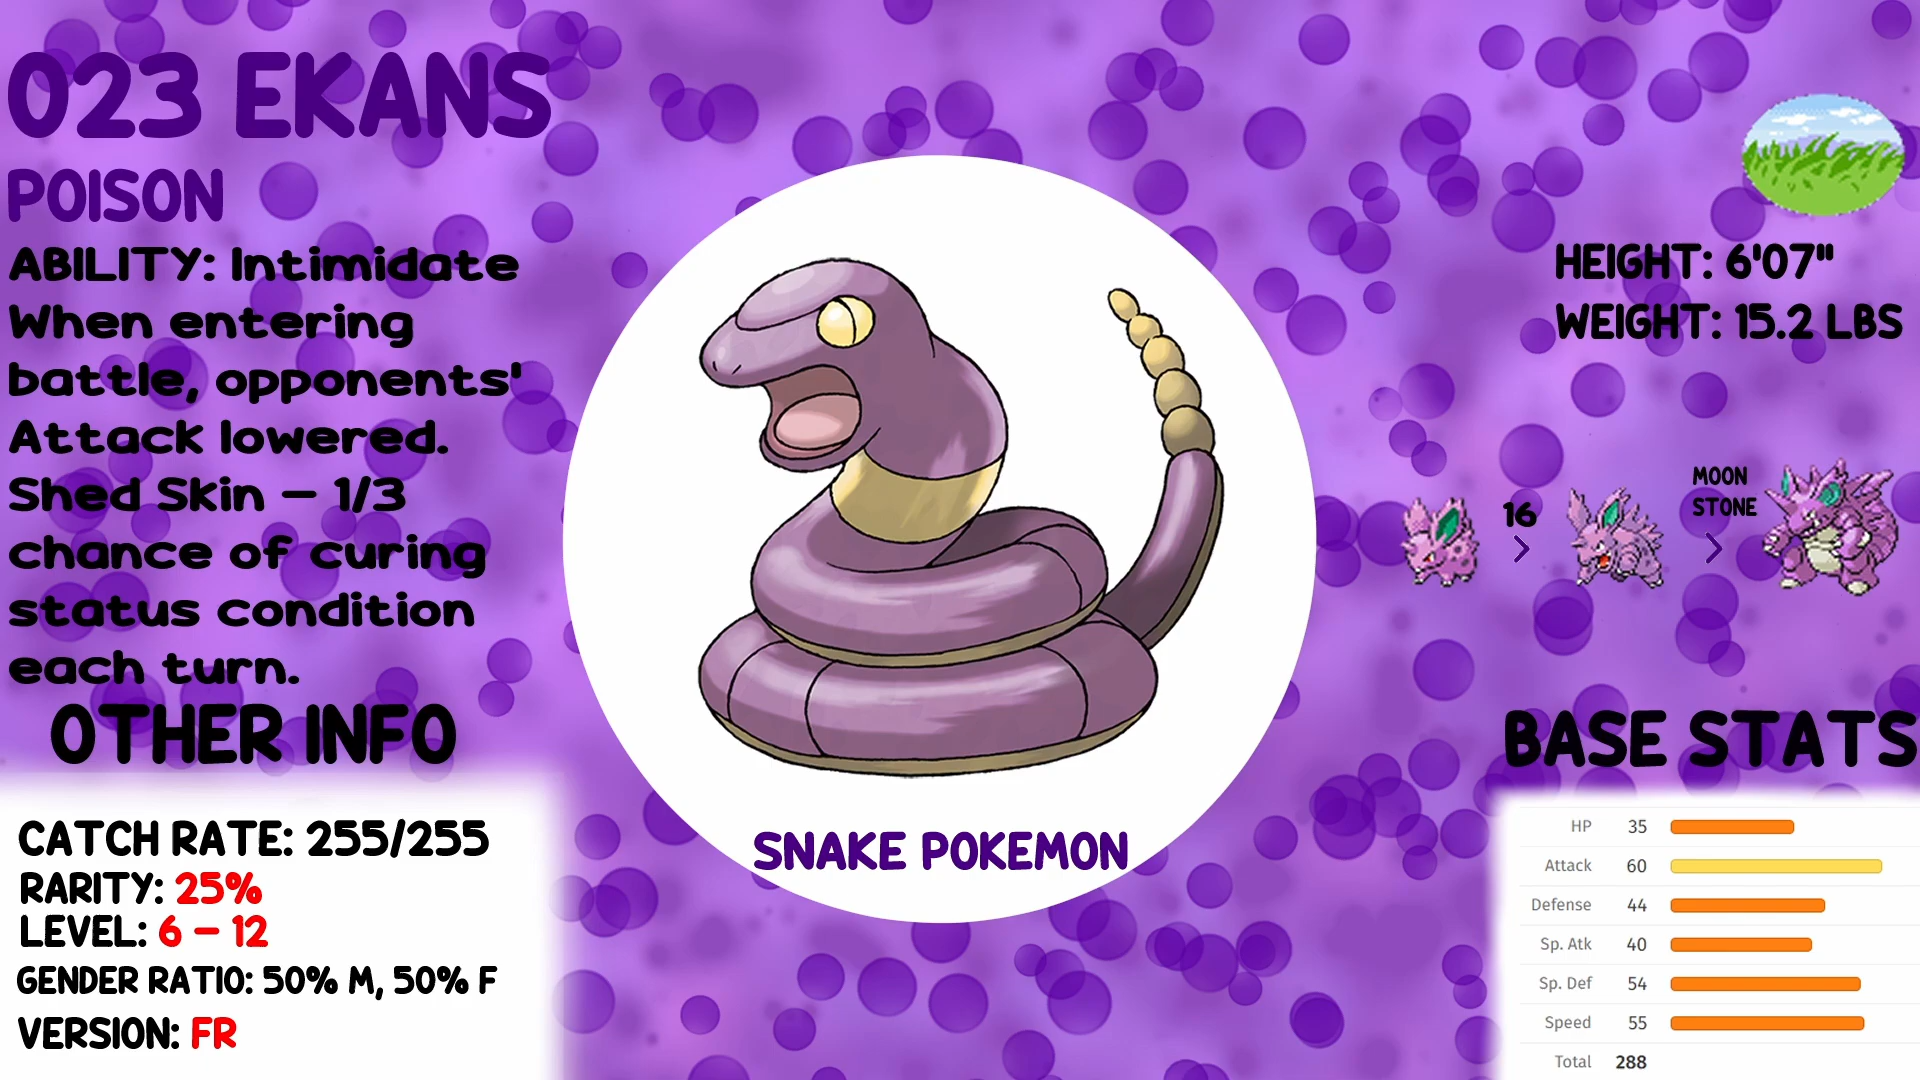 023 EKANS
POISON
ABILITY: Intimidate
When entering
battle, opponents'
Attack lowered.
Shed Skin – 1/3
chance of curing
status condition
each turn.
OTHER INFO
CATCH RATE: 255/255
RARITY: 25%
LEVEL: 6 – 12
GENDER RATIO: 50% M, 50% F
VERSION: FR
SNAKE POKEMON
HEIGHT: 6'07"
WEIGHT: 15.2 LBS
16
>
MOON
STONE
>
BASE STATS
HP 35
Attack 60
Defense 44
Sp. Atk 40
Sp. Def 54
Speed 55
Total 288